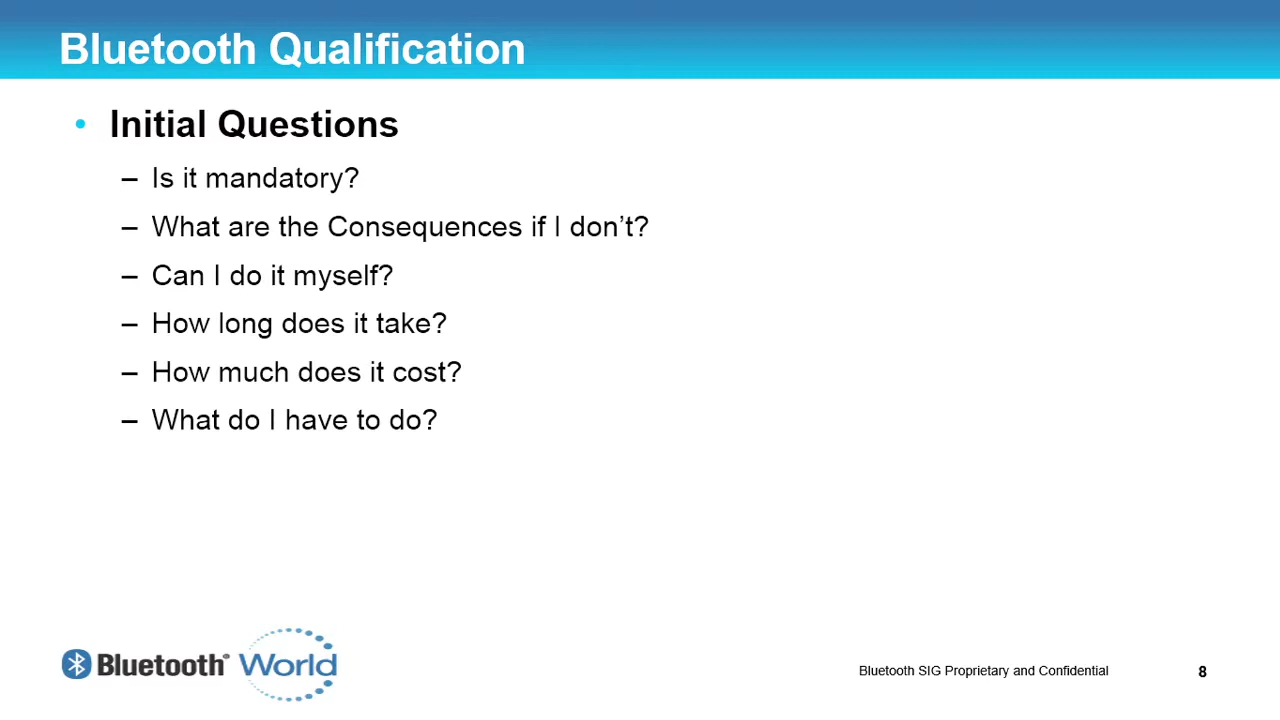 Bluetooth Qualification
• Initial Questions
– Is it mandatory?
– What are the Consequences if I don’t?
– Can I do it myself?
– How long does it take?
– How much does it cost?
– What do I have to do?
Bluetooth® World
Bluetooth SIG Proprietary and Confidential
8